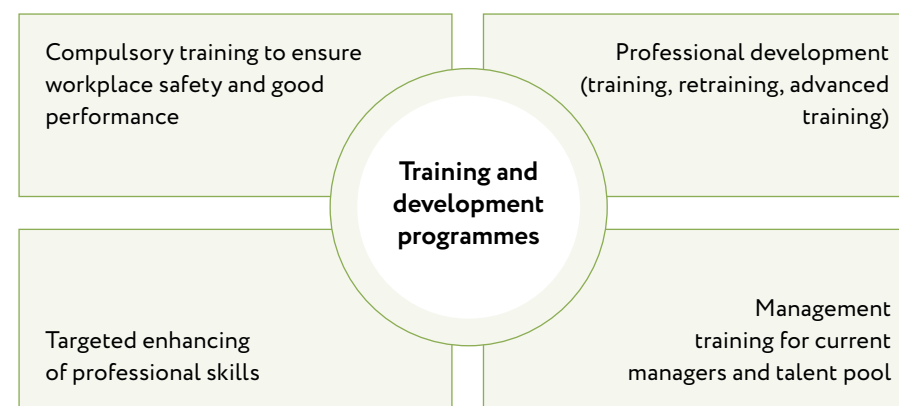 Compulsory training to ensure
workplace safety and good
performance
Professional development
(training, retraining, advanced
training)
Training and
development
programmes
Targeted enhancing
of professional skills
Management
training for current
managers and talent pool